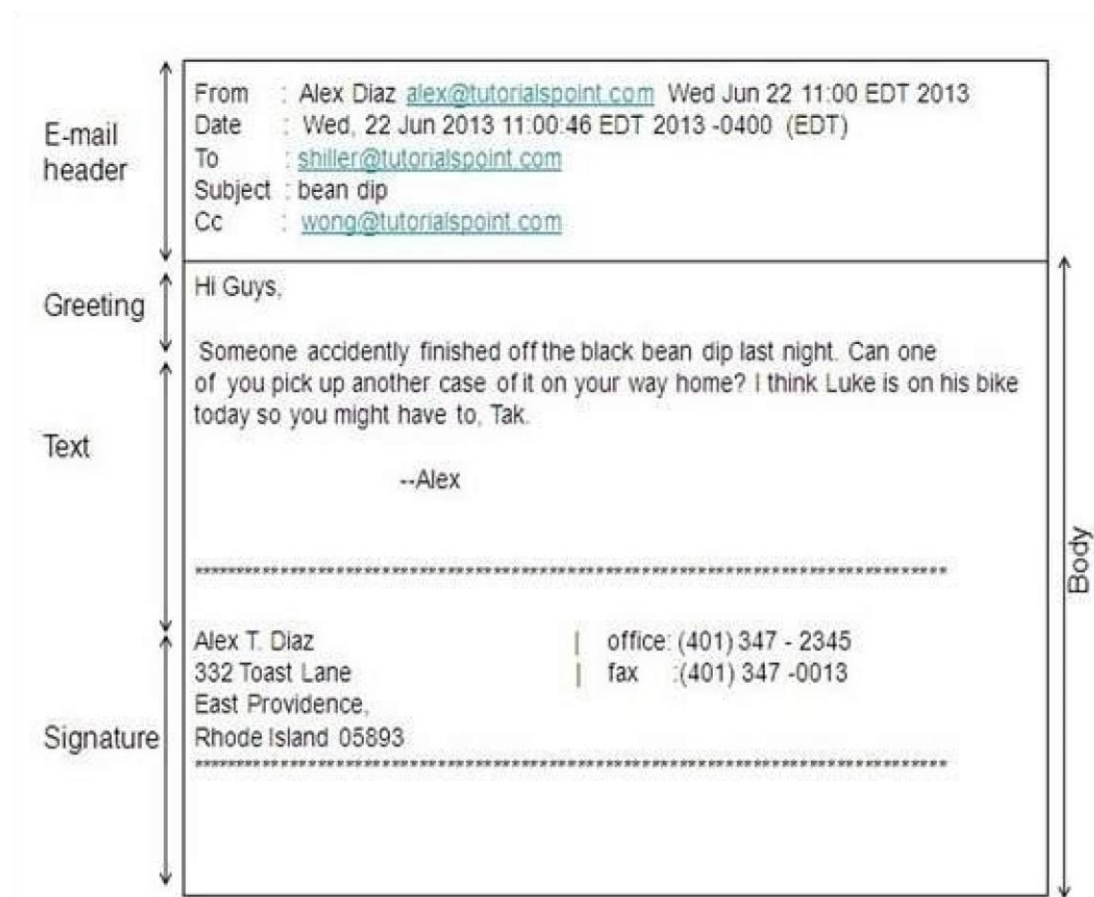 E-mail
header
From : Alex Diaz alex@tutorialspoint.com Wed Jun 22 11:00 EDT 2013
Date : Wed, 22 Jun 2013 11:00:46 EDT 2013 -0400 (EDT)
To : shiller@tutorialspoint.com
Subject : bean dip
Cc : wong@tutorialspoint.com
Greeting
Hi Guys,
Text
Someone accidently finished off the black bean dip last night. Can one
of you pick up another case of it on your way home? I think Luke is on his bike
today so you might have to, Tak.
--Alex
Body
Signature
Alex T. Diaz | office: (401) 347 - 2345
332 Toast Lane | fax :(401) 347 -0013
East Providence,
Rhode Island 05893